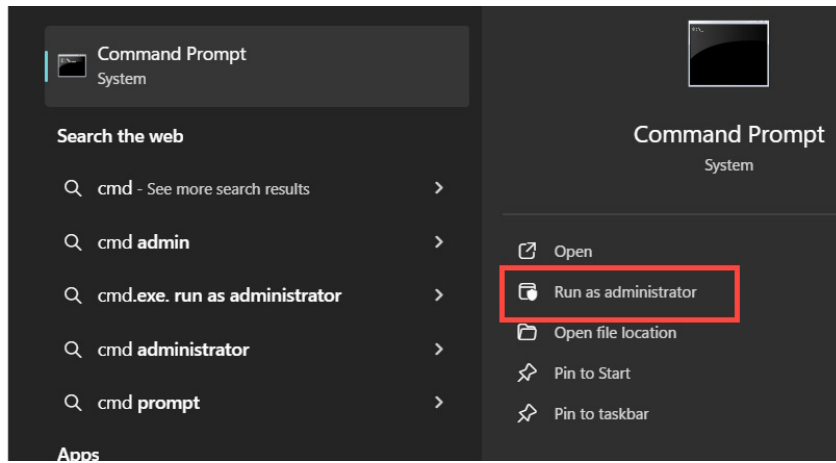 Command Prompt
System
Search the web
cmd - See more search results
cmd admin
cmd.exe. run as administrator
cmd administrator
cmd prompt
Apps
Command Prompt
System
Open
Run as administrator
Open file location
Pin to Start
Pin to taskbar